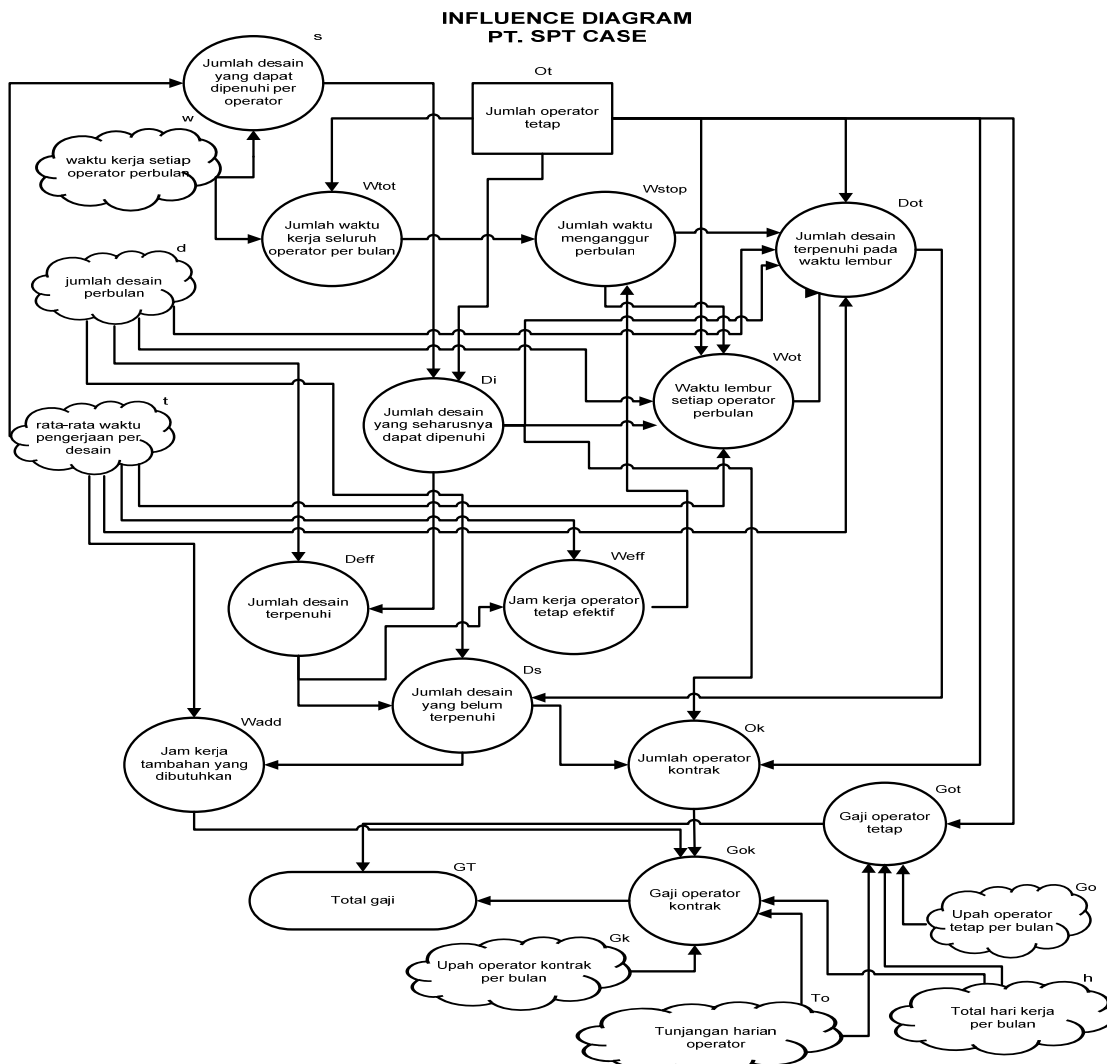 INFLUENCE DIAGRAM
PT. SPT CASE
s
Jumlah desain
yang dapat
dipenuhi per
operator
Ot
Jumlah operator
tetap
w
waktu kerja setiap
operator perbulan
Wtot
Jumlah waktu
kerja seluruh
operator per bulan
Wstop
Jumlah waktu
menganggur
perbulan
Dot
Jumlah desain
terpenuhi pada
waktu lembur
d
jumlah desain
perbulan
Wot
Waktu lembur
setiap operator
perbulan
Di
Jumlah desain
yang seharusnya
dapat dipenuhi
t
rata-rata waktu
pengerjaan per
desain
Deff
Jumlah desain
terpenuhi
Weff
Jam kerja operator
tetap efektif
Ds
Jumlah desain
yang belum
terpenuhi
Wadd
Jam kerja
tambahan yang
dibutuhkan
Ok
Jumlah operator
kontrak
Got
Gaji operator
tetap
GT
Total gaji
Gok
Gaji operator
kontrak
Go
Upah operator
tetap per bulan
Gk
Upah operator kontrak
per bulan
To
Tunjangan harian
operator
h
Total hari kerja
per bulan